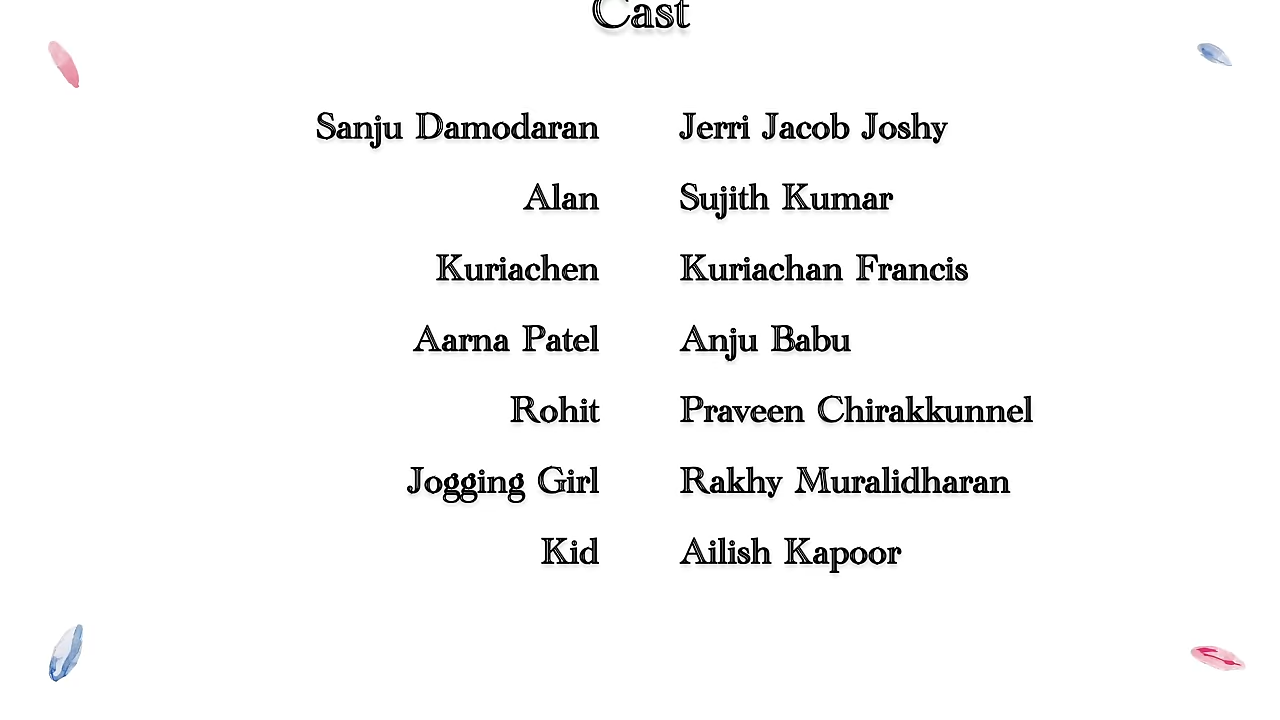 Cast
Sanju Damodaran Jerri Jacob Joshy
Alan Sujith Kumar
Kuriachen Kuriachan Francis
Aarna Patel Anju Babu
Rohit Praveen Chirakkunnel
Jogging Girl Rakhy Muralidharan
Kid Ailish Kapoor